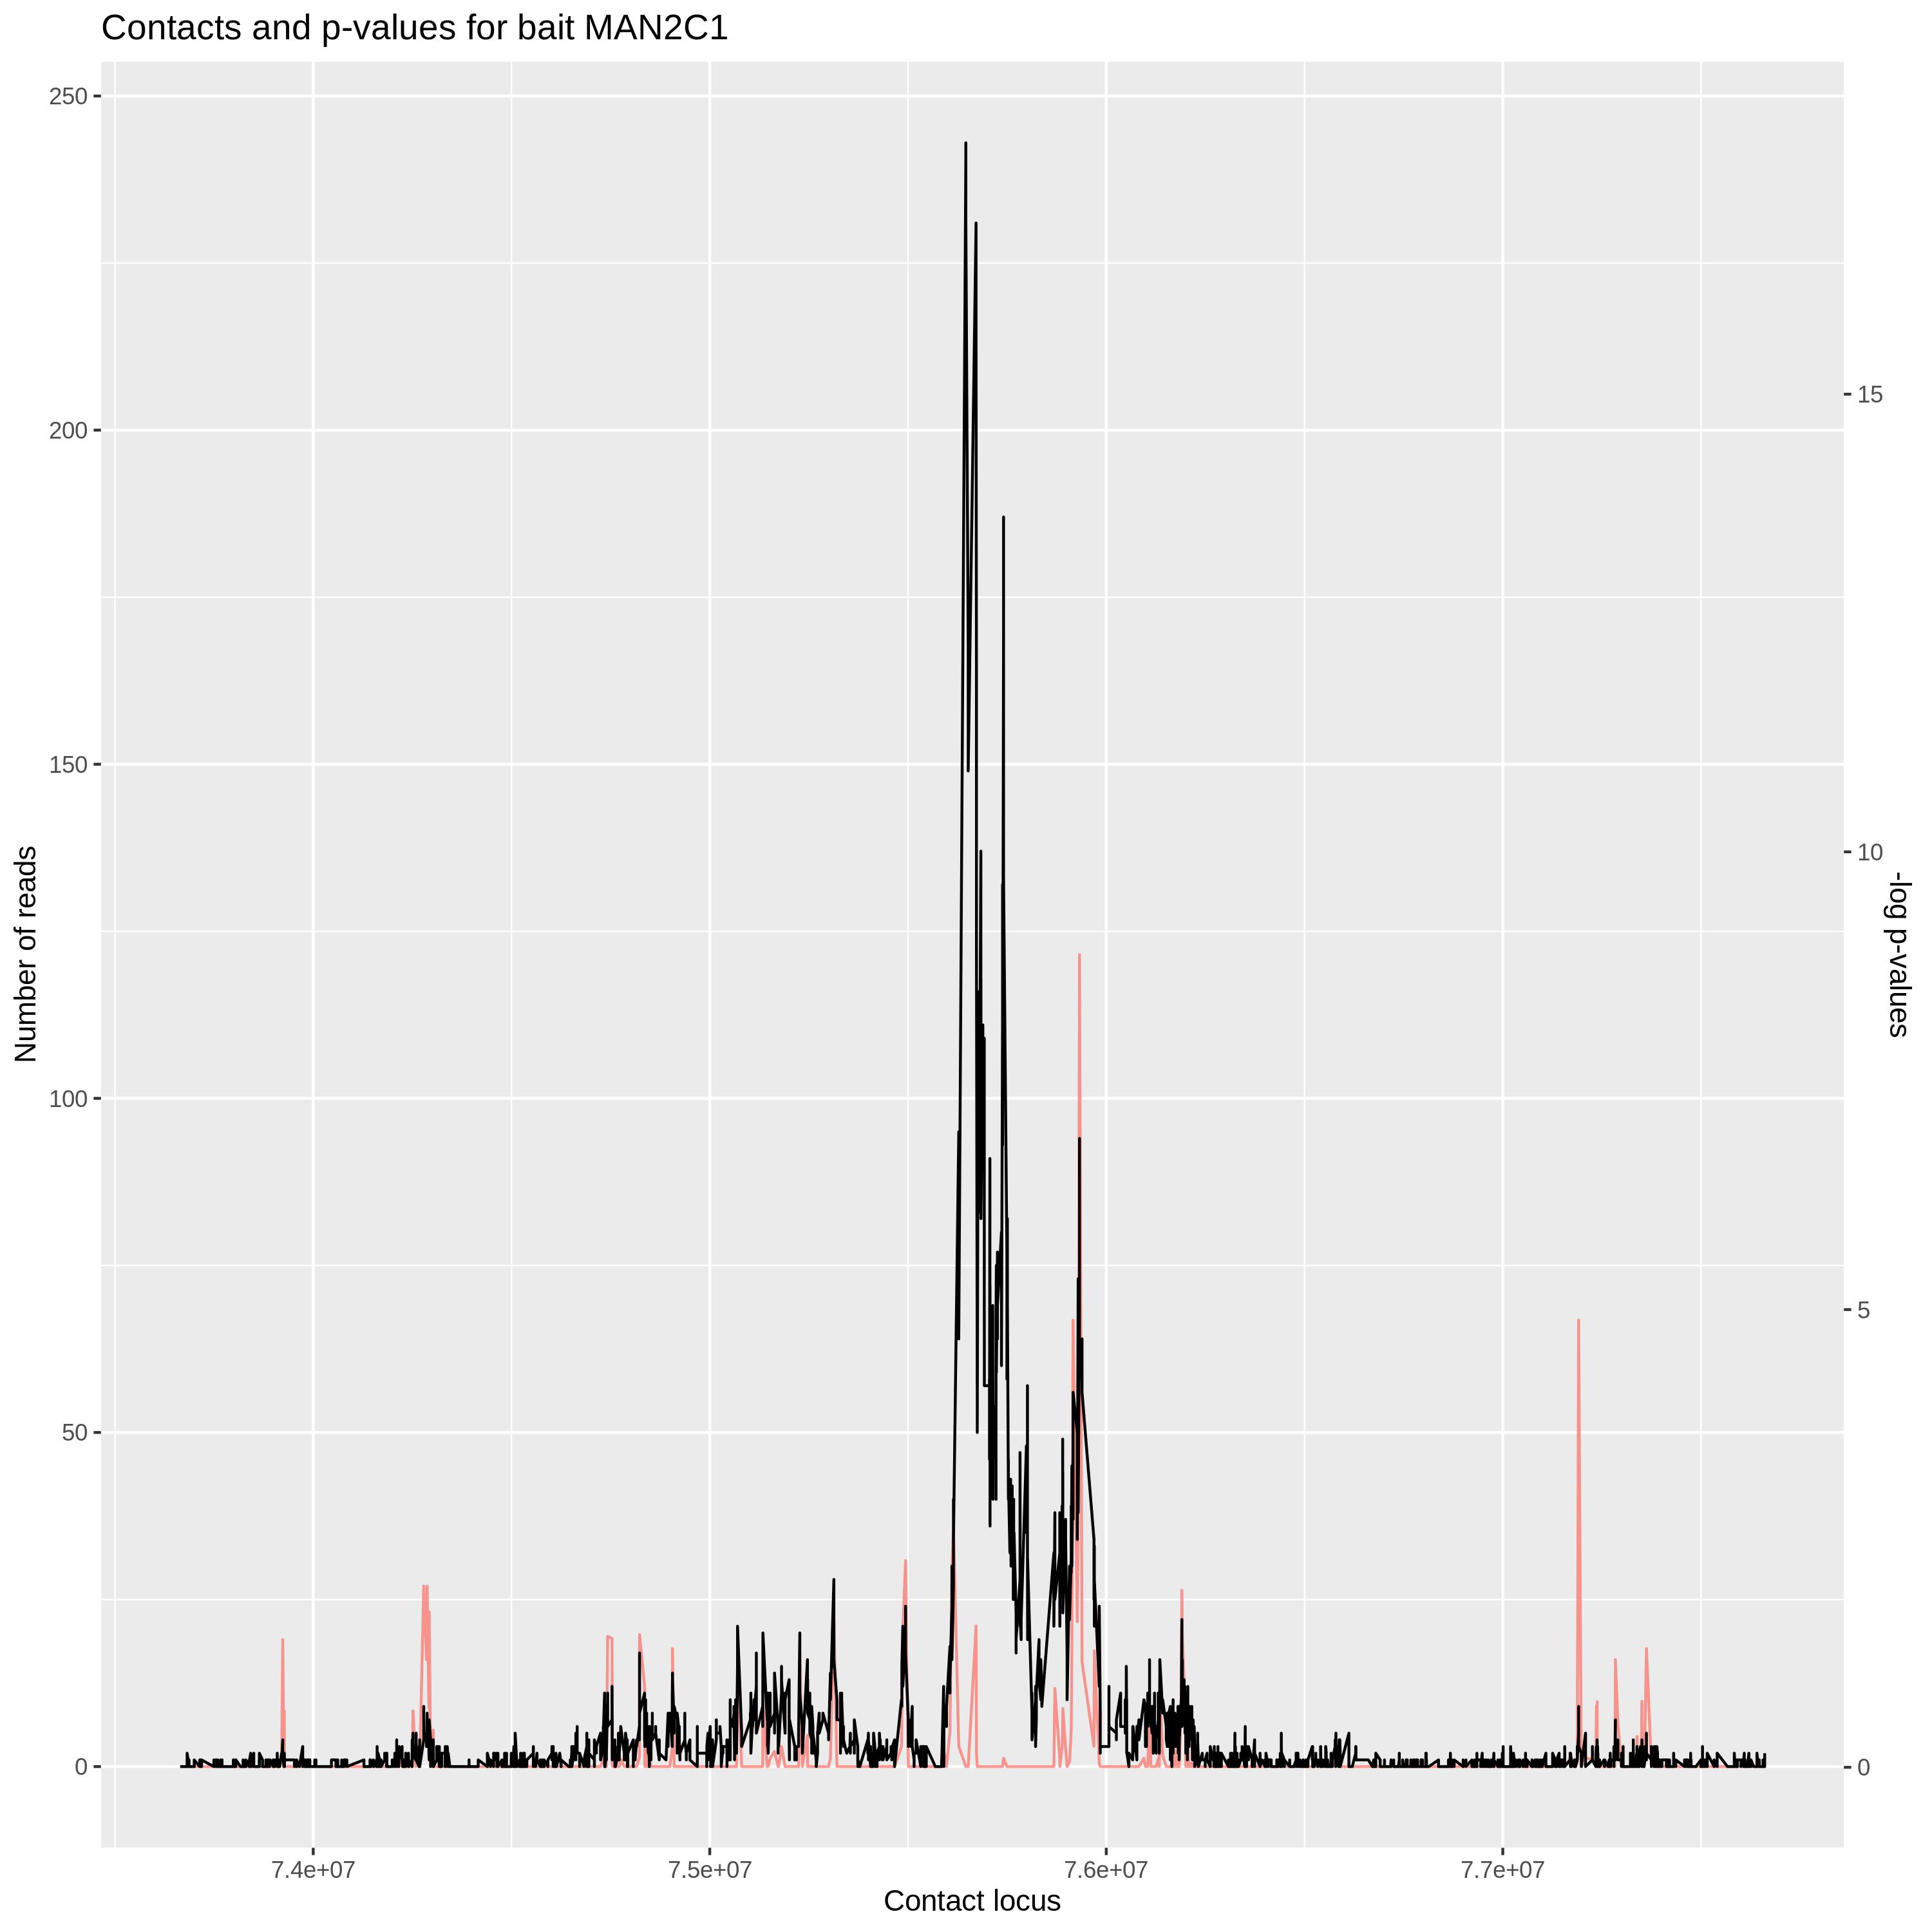 Contacts and p-values for bait MAN2C1
250
200
150
100
50
0
Number of reads
15
10
5
0
-log p-values
7.4e+07
7.5e+07
7.6e+07
7.7e+07
Contact locus